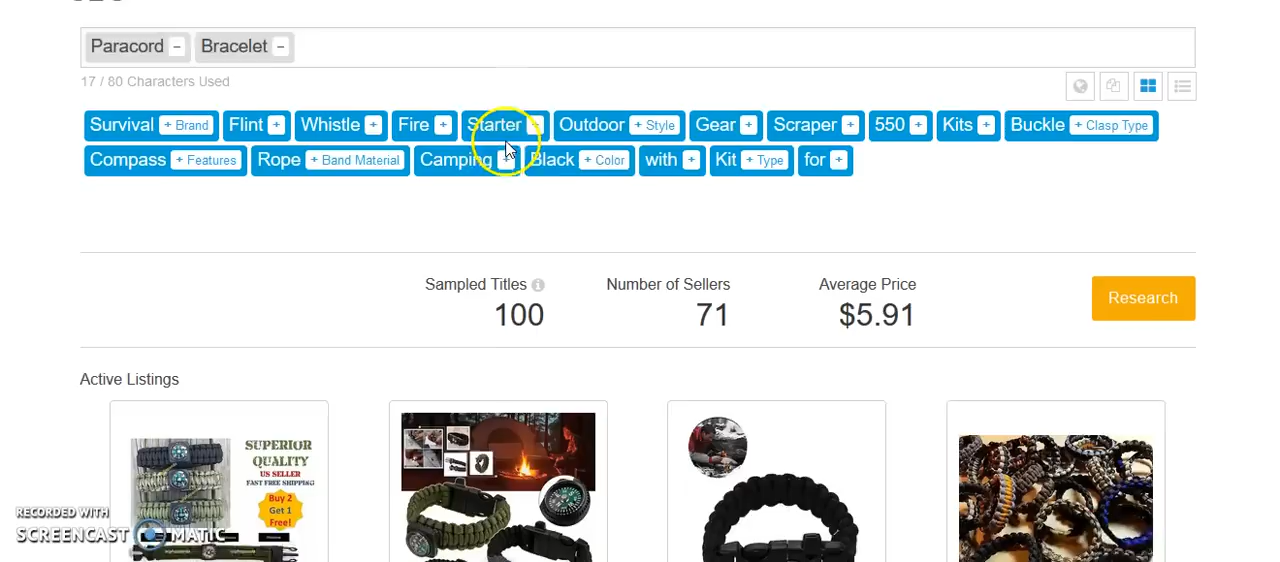 Paracord − Bracelet −
17 / 80 Characters Used
Survival + Brand Flint + Whistle + Fire + Starter + Outdoor + Style Gear + Scraper + 550 + Kits + Buckle + Clasp Type
Compass + Features Rope + Band Material Camping + Black + Color with + Kit + Type for +
Sampled Titles Number of Sellers Average Price
100 71 $5.91
Research
Active Listings
SUPERIOR
QUALITY
US SELLER
FAST FREE SHIPPING
Buy 2
Get 1
Free!
RECORDED WITH
SCREENCAST MATIC